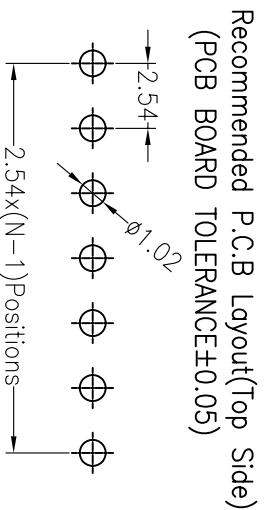 Recommended P.C.B Layout(Top Side)
(PCB BOARD TOLERANCE±0.05)
2.54
ø1.02
2.54x(N-1)Positions